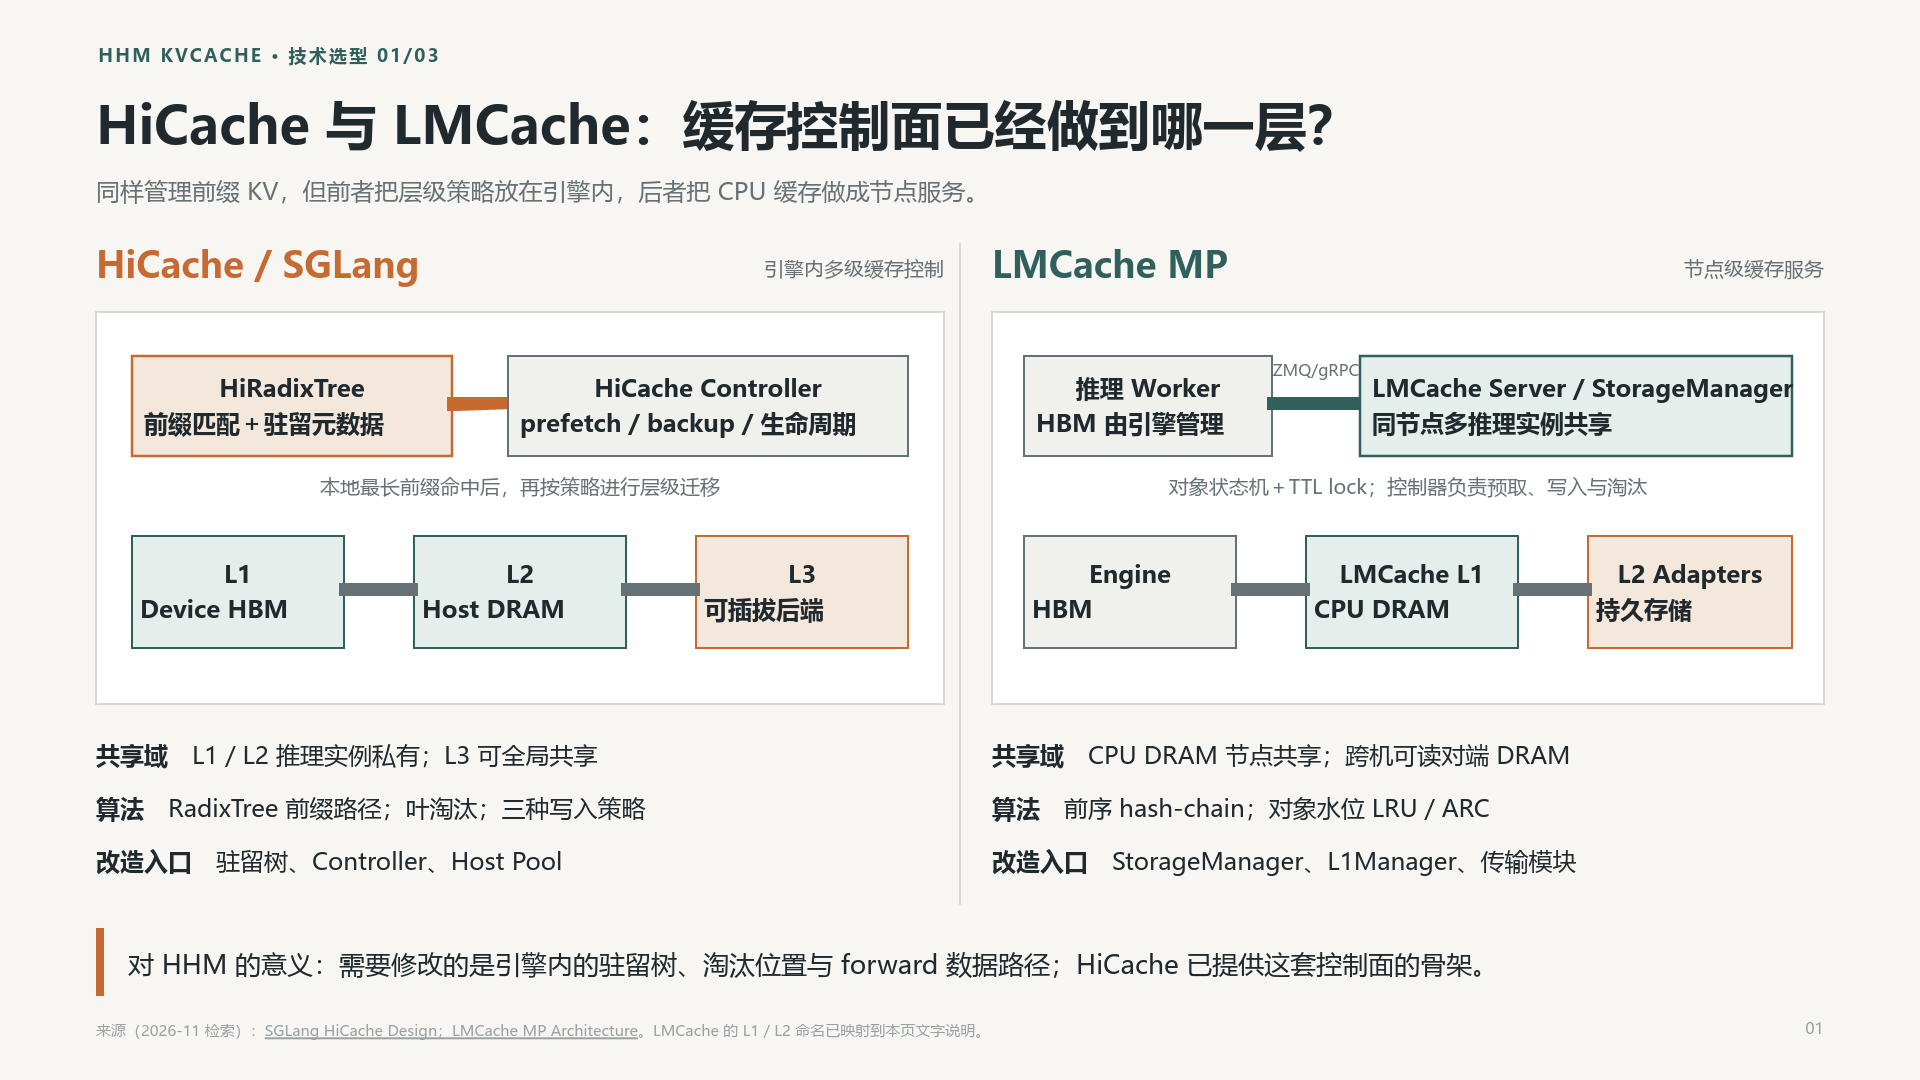 HHM KVCACHE • 技术选型 01/03
HiCache 与 LMCache：缓存控制面已经做到哪一层？
同样管理前缀 KV，但前者把层级策略放在引擎内，后者把 CPU 缓存做成节点服务。
HiCache / SGLang
引擎内多级缓存控制
HiRadixTree
前缀匹配 + 驻留元数据
HiCache Controller
prefetch / backup / 生命周期
本地最长前缀命中后，再按策略进行层级迁移
L1
Device HBM
L2
Host DRAM
L3
可插拔后端
共享域 L1 / L2 推理实例私有；L3 可全局共享
算法 RadixTree 前缀路径；叶淘汰；三种写入策略
改造入口 驻留树、Controller、Host Pool
LMCache MP
节点级缓存服务
推理 Worker
HBM 由引擎管理
ZMQ/gRPC
LMCache Server / StorageManager
同节点多推理实例共享
对象状态机 + TTL lock；控制器负责预取、写入与淘汰
Engine
HBM
LMCache L1
CPU DRAM
L2 Adapters
持久存储
共享域 CPU DRAM 节点共享；跨机可读对端 DRAM
算法 前序 hash-chain；对象水位 LRU / ARC
改造入口 StorageManager、L1Manager、传输模块
对 HHM 的意义：需要修改的是引擎内的驻留树、淘汰位置与 forward 数据路径；HiCache 已提供这套控制面的骨架。
来源（2026-11 检索）：SGLang HiCache Design；LMCache MP Architecture。LMCache 的 L1 / L2 命名已映射到本页文字说明。
01